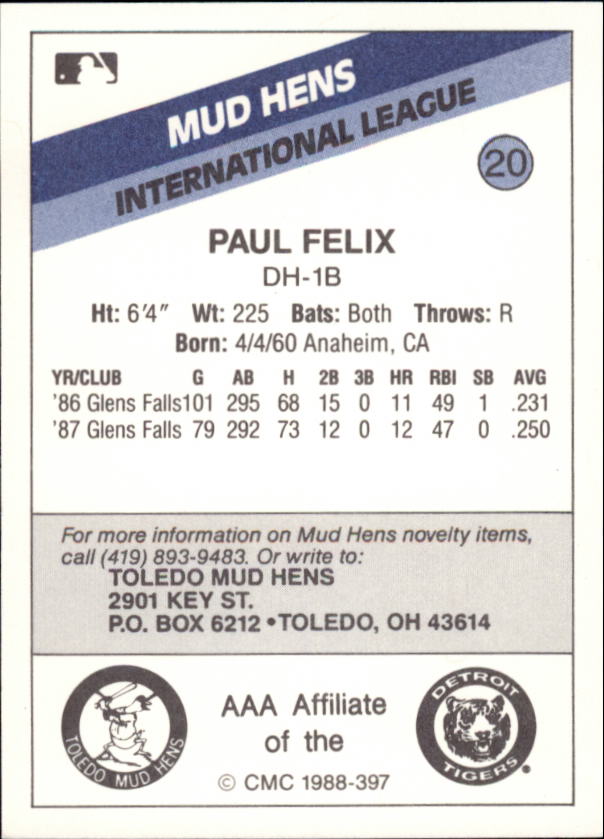 MUD HENS
INTERNATIONAL LEAGUE
20
PAUL FELIX
DH-1B
Ht: 6'4" Wt: 225 Bats: Both Throws: R
Born: 4/4/60 Anaheim, CA
YR/CLUB G AB H 2B 3B HR RBI SB AVG
'86 Glens Falls 101 295 68 15 0 11 49 1 .231
'87 Glens Falls 79 292 73 12 0 12 47 0 .250
For more information on Mud Hens novelty items,
call (419) 893-9483. Or write to:
TOLEDO MUD HENS
2901 KEY ST.
P.O. BOX 6212 • TOLEDO, OH 43614
TOLEDO MUD HENS
AAA Affiliate
of the
© CMC 1988-397
DETROIT
TIGERS ®